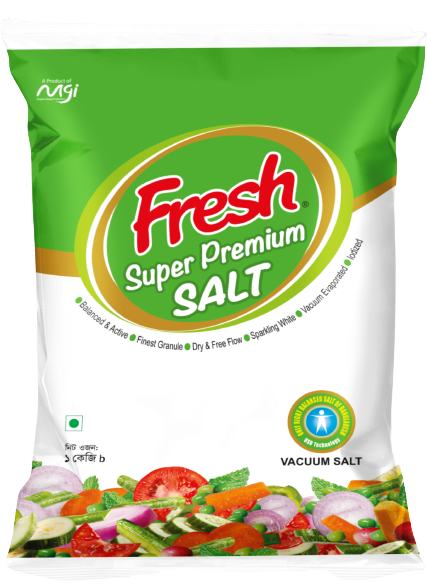 A Product of
mgi
Fresh®
Super Premium
SALT
Balanced & Active ● Finest Granule ● Dry & Free Flow ● Sparkling White ● Vacuum Evaporated ● Iodized
নিট ওজন:
১ কেজি
VACUUM SALT